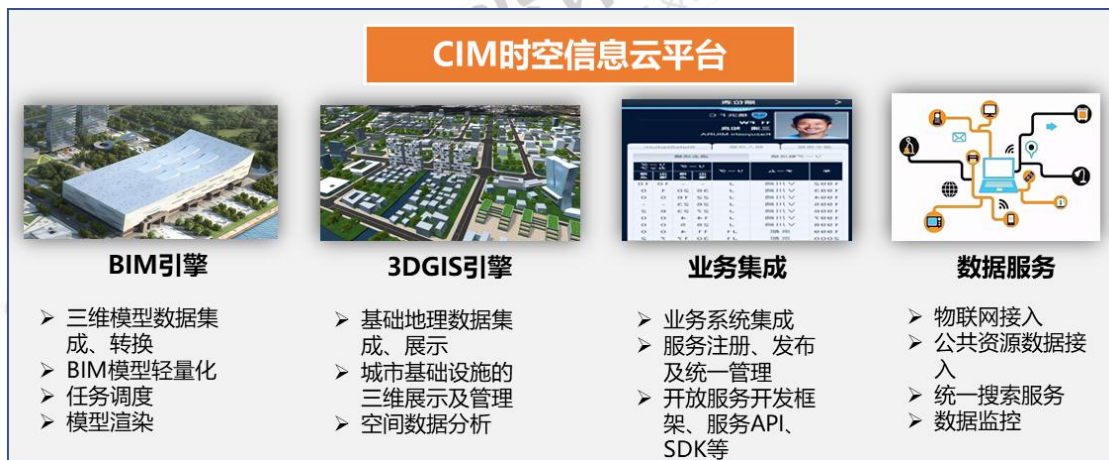 CIM时空信息云平台
BIM引擎
三维模型数据集
成、转换
BIM模型轻量化
任务调度
模型渲染
3DGIS引擎
基础地理数据集
成、展示
城市基础设施的
三维展示及管理
空间数据分析
业务集成
业务系统集成
服务注册、发布
及统一管理
开放服务开发框
架、服务API、
SDK等
数据服务
物联网接入
公共资源数据接
入
统一搜索服务
数据监控